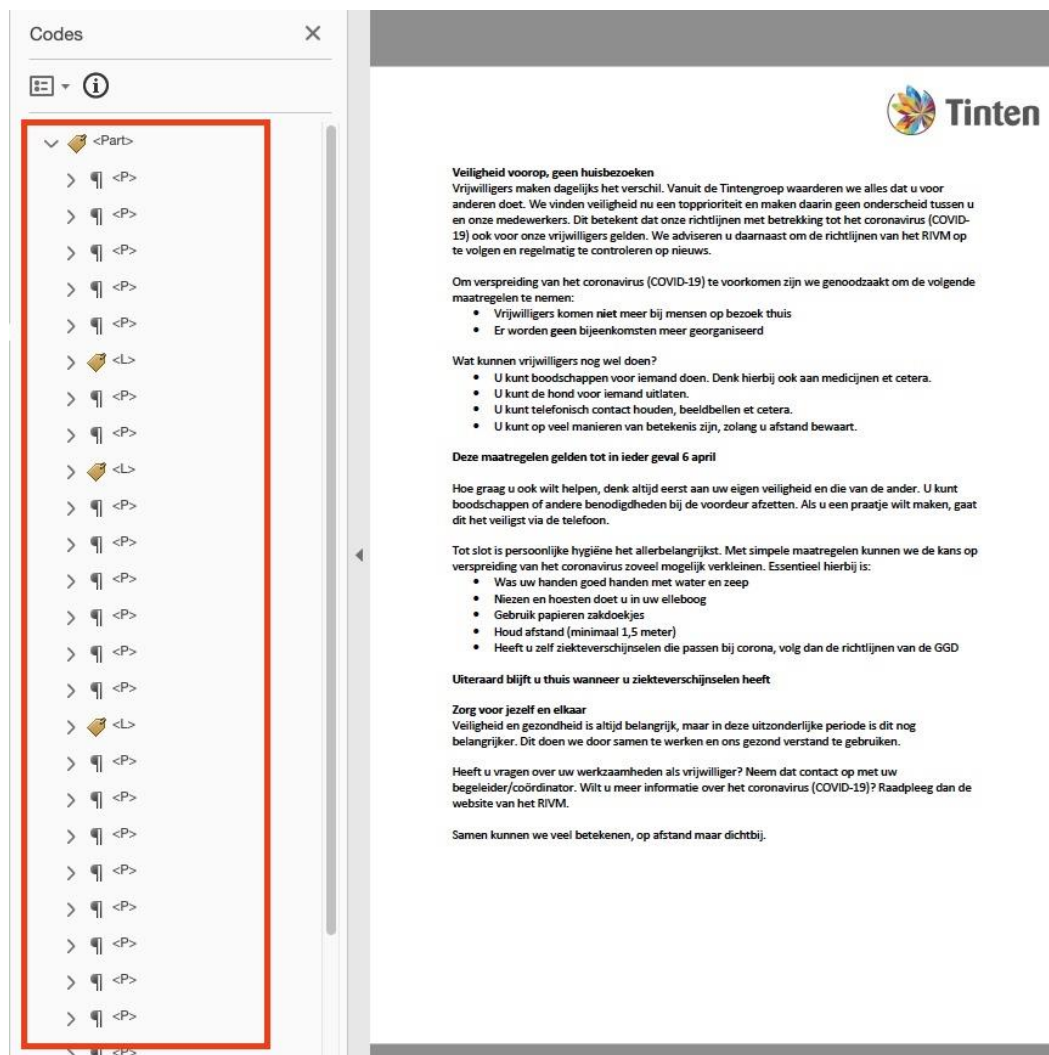 Codes
<Part>
<P>
<P>
<P>
<P>
<P>
<L>
<P>
<P>
<L>
<P>
<P>
<P>
<P>
<P>
<P>
<L>
<P>
<P>
<P>
<P>
<P>
<P>
<P>
<P>
<P>
Tinten
Veiligheid voorop, geen huisbezoeken
Vrijwilligers maken dagelijks het verschil. Vanuit de Tintengroep waarderen we alles dat u voor
anderen doet. We vinden veiligheid nu een topprioriteit en maken daarin geen onderscheid tussen u
en onze medewerkers. Dit betekent dat onze richtlijnen met betrekking tot het coronavirus (COVID-
19) ook voor onze vrijwilligers gelden. We adviseren u daarnaast om de richtlijnen van het RIVM op
te volgen en regelmatig te controleren op nieuws.
Om verspreiding van het coronavirus (COVID-19) te voorkomen zijn we genoodzaakt om de volgende
maatregelen te nemen:
• Vrijwilligers komen niet meer bij mensen op bezoek thuis
• Er worden geen bijeenkomsten meer georganiseerd
Wat kunnen vrijwilligers nog wel doen?
• U kunt boodschappen voor iemand doen. Denk hierbij ook aan medicijnen et cetera.
• U kunt de hond voor iemand uitlaten.
• U kunt telefonisch contact houden, beeldbellen et cetera.
• U kunt op veel manieren van betekenis zijn, zolang u afstand bewaart.
Deze maatregelen gelden tot in ieder geval 6 april
Hoe graag u ook wilt helpen, denk altijd eerst aan uw eigen veiligheid en die van de ander. U kunt
boodschappen of andere benodigdheden bij de voordeur afzetten. Als u een praatje wilt maken, gaat
dit het veiligst via de telefoon.
Tot slot is persoonlijke hygiëne het allerbelangrijkst. Met simpele maatregelen kunnen we de kans op
verspreiding van het coronavirus zoveel mogelijk verkleinen. Essentieel hierbij is:
• Was uw handen goed handen met water en zeep
• Niezen en hoesten doet u in uw elleboog
• Gebruik papieren zakdoekjes
• Houd afstand (minimaal 1,5 meter)
• Heeft u zelf ziekteverschijnselen die passen bij corona, volg dan de richtlijnen van de GGD
Uiteraard blijft u thuis wanneer u ziekteverschijnselen heeft
Zorg voor jezelf en elkaar
Veiligheid en gezondheid is altijd belangrijk, maar in deze uitzonderlijke periode is dit nog
belangrijker. Dit doen we door samen te werken en ons gezond verstand te gebruiken.
Heeft u vragen over uw werkzaamheden als vrijwilliger? Neem dat contact op met uw
begeleider/coördinator. Wilt u meer informatie over het coronavirus (COVID-19)? Raadpleeg dan de
website van het RIVM.
Samen kunnen we veel betekenen, op afstand maar dichtbij.